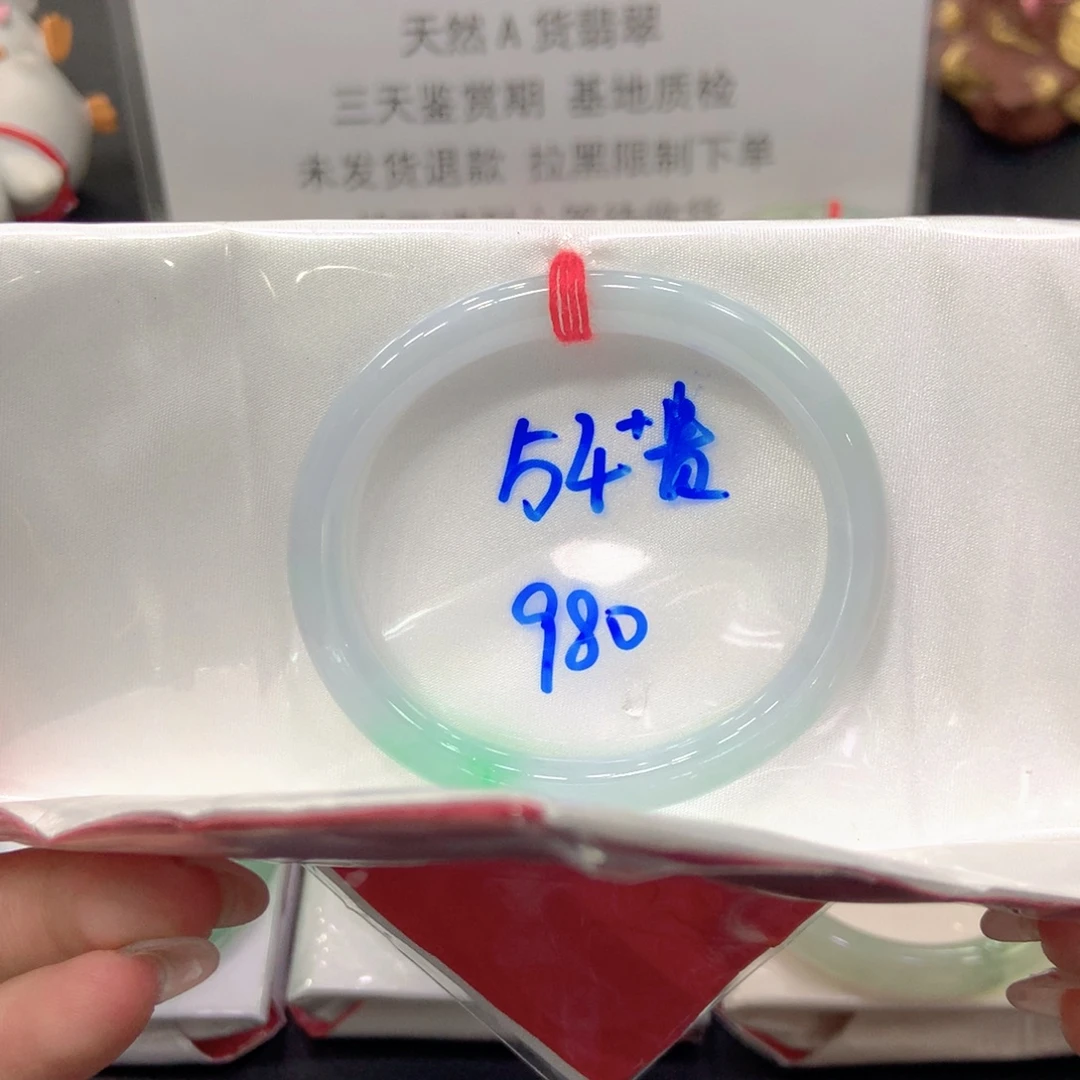 天然A货翡翠
三天鉴赏期 基地质检
未发货退款 拉黑限制下单
54+贵
980